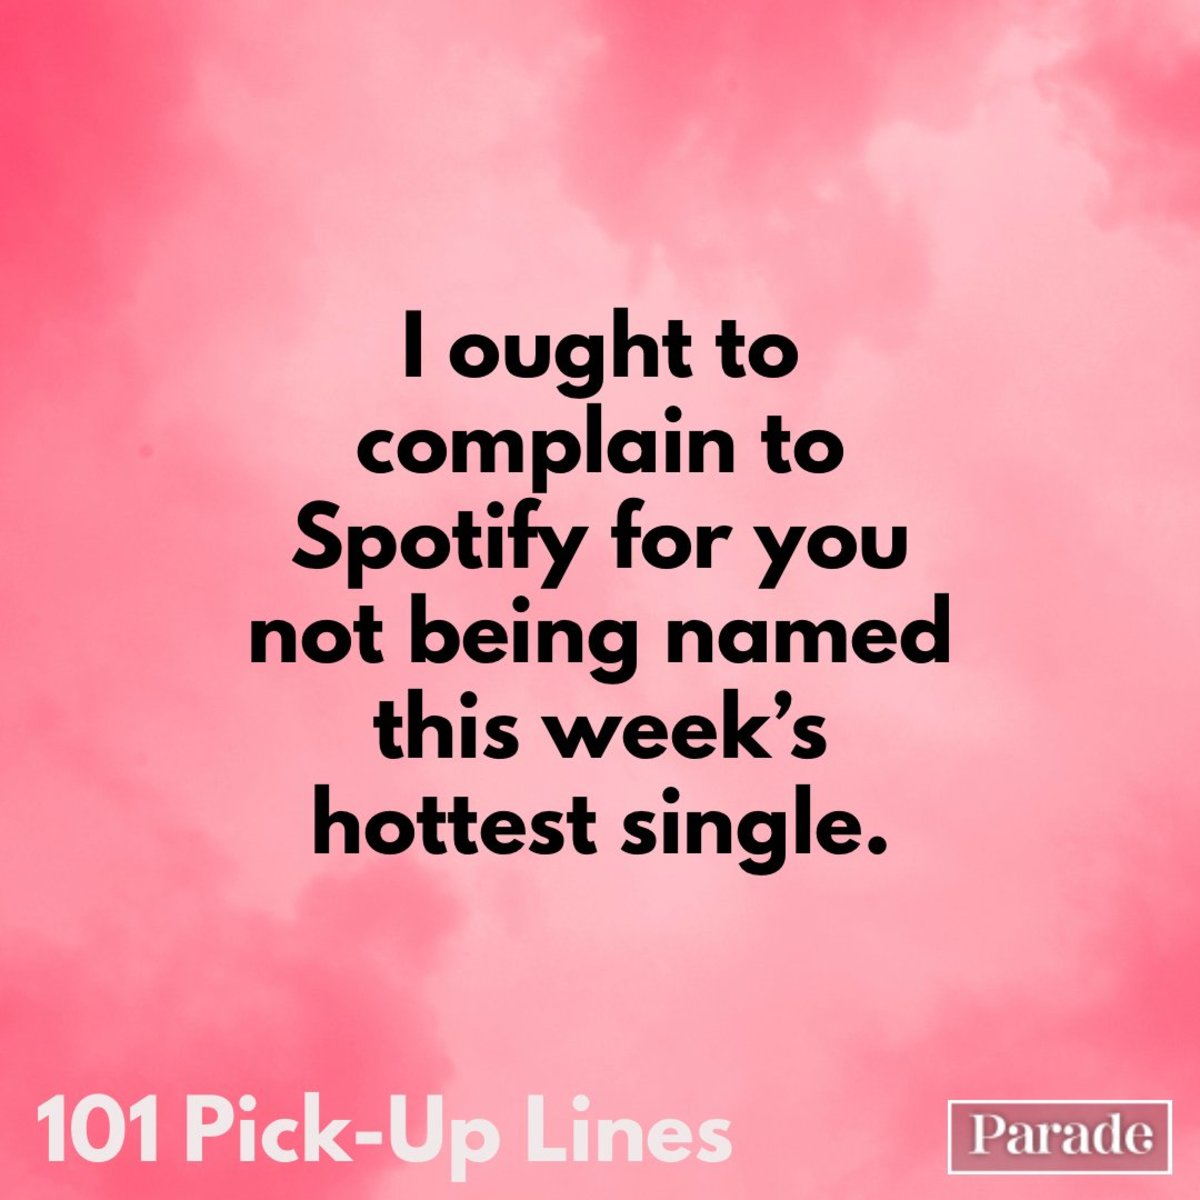 I ought to
complain to
Spotify for you
not being named
this week’s
hottest single.
101 Pick-Up Lines
Parade